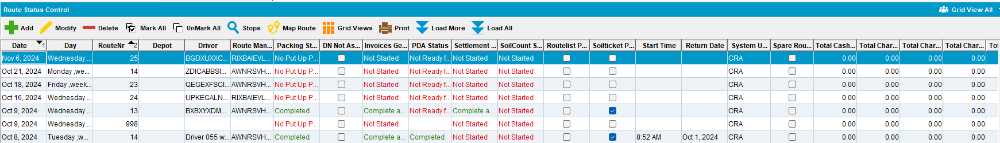 Route Status Control Grid View All
Add Modify Delete Mark All UnMark All Stops Map Route Grid Views Print Load More Load All
Date 1 Day RouteNr 2 Depot Driver Route Man... Packing St... DN Not As... Invoices Ge... PDA Status Settlement ... SoilCount S... Routelist P... Soilticket P... Start Time Return Date System U... Spare Rou... Total Cash... Total Char... Total Char... Total Char... Tot
Nov 6, 2024 Wednesday ... 25 BGDXUXXC... RIXBAIEVL... No Put Up P... Not Started Not Ready f... Not Started Not Started CRA 0.00 0.00 0.00 0.00
Oct 21, 2024 Monday ,we... 14 ZDICABBSI... AWNRSVH... No Put Up P... Not Started Not Ready f... Not Started Not Started CRA 0.00 0.00 0.00 0.00
Oct 18, 2024 Friday ,week... 23 QEGEXFSCI... AWNRSVH... No Put Up P... Not Started Not Ready f... Not Started Not Started CRA 0.00 0.00 0.00 0.00
Oct 16, 2024 Wednesday ... 24 UPKEGALN... RIXBAIEVL... No Put Up P... Not Started Not Ready f... Not Started Not Started CRA 0.00 0.00 0.00 0.00
Oct 9, 2024 Wednesday ... 13 BXBXYXDM... AWNRSVH... Completed Complete a... Not Ready f... Complete a... Not Started CRA 0.00 0.00 0.00 0.00
Oct 9, 2024 Wednesday ... 998 No Put Up P... Not Started Not Started Not Started CRA 0.00 0.00 0.00 0.00
Oct 8, 2024 Tuesday ,w... 14 Driver 055 w... AWNRSVH... Completed Complete a... Completed Not Started Not Started 8:52 AM Oct 1, 2024 CRA 0.00 0.00 0.00 0.00